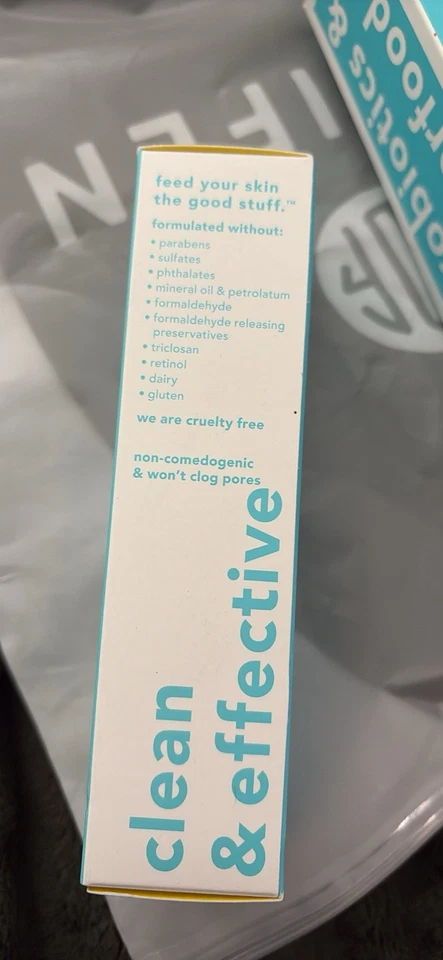 feed your skin
the good stuff.™
formulated without:
• parabens
• sulfates
• phthalates
• mineral oil & petrolatum
• formaldehyde
• formaldehyde releasing
preservatives
• triclosan
• retinol
• dairy
• gluten
we are cruelty free
non-comedogenic
& won't clog pores
clean
& effective